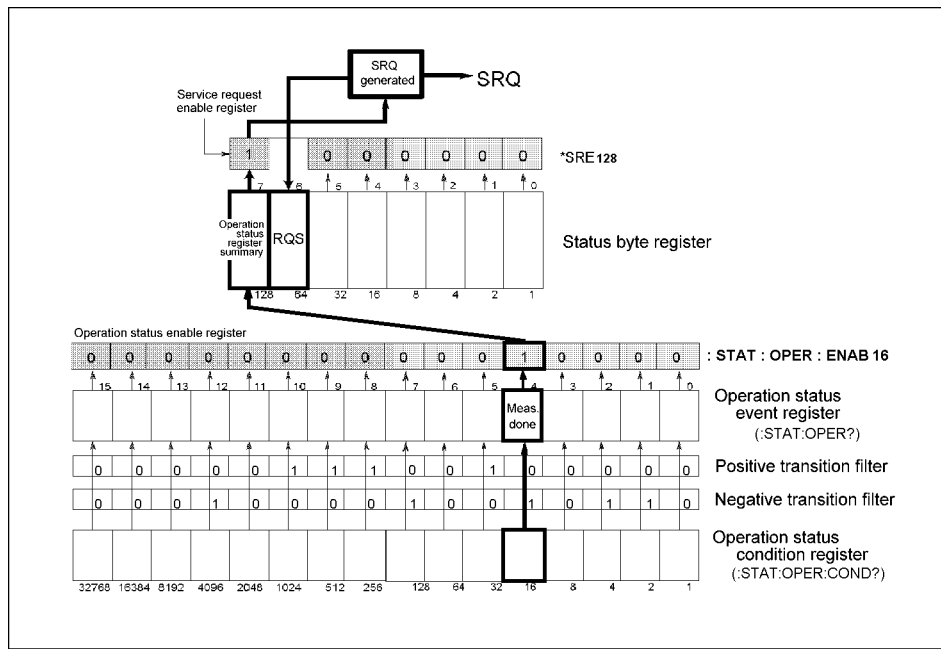 SRQ
generated
SRQ
Service request
enable register
1 0 0 0 0 0 0
*SRE 128
7 6 5 4 3 2 1 0
Operation
status
register
summary
RQS
Status byte register
128 64 32 16 8 4 2 1
Operation status enable register
0 0 0 0 0 0 0 0 0 0 0 1 0 0 0 0
: STAT : OPER : ENAB 16
15 14 13 12 11 10 9 8 7 6 5 4 3 2 1 0
Meas.
done
Operation status
event register
(:STAT:OPER?)
0 0 0 0 0 1 1 1 0 0 1 0 0 0 0 0
Positive transition filter
0 0 0 1 0 0 0 0 1 0 0 1 0 1 1 0
Negative transition filter
Operation status
condition register
(:STAT:OPER:COND?)
32768 16384 8192 4096 2048 1024 512 256 128 64 32 16 8 4 2 1